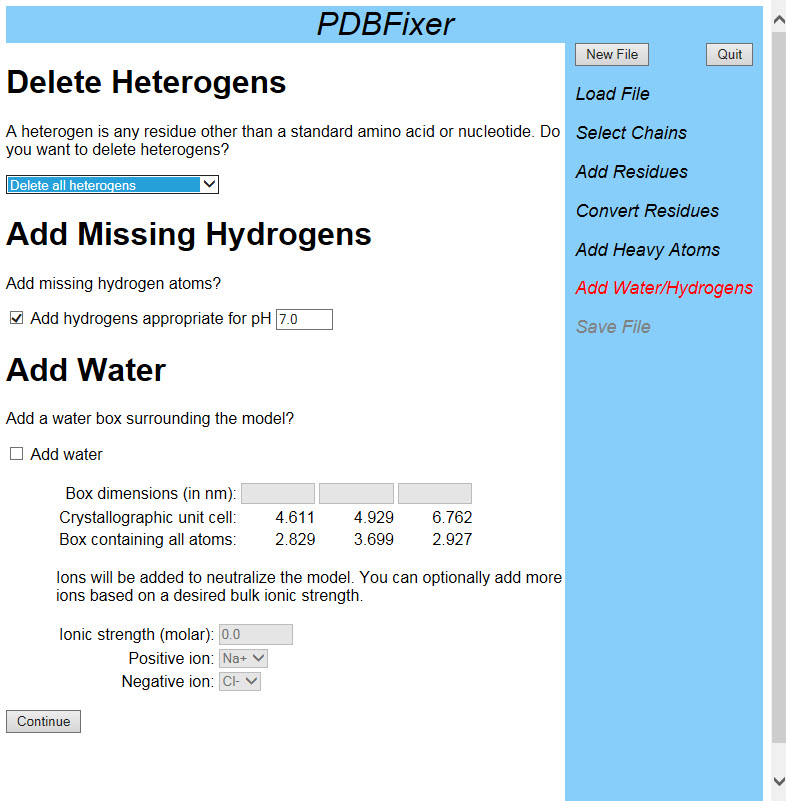 PDBFixer
New File
Quit
Load File
Select Chains
Add Residues
Convert Residues
Add Heavy Atoms
Add Water/Hydrogens
Save File
Delete Heterogens
A heterogen is any residue other than a standard amino acid or nucleotide. Do
you want to delete heterogens?
Delete all heterogens
Add Missing Hydrogens
Add missing hydrogen atoms?
Add hydrogens appropriate for pH 7.0
Add Water
Add a water box surrounding the model?
Add water
Box dimensions (in nm):
Crystallographic unit cell: 4.611 4.929 6.762
Box containing all atoms: 2.829 3.699 2.927
Ions will be added to neutralize the model. You can optionally add more
ions based on a desired bulk ionic strength.
Ionic strength (molar): 0.0
Positive ion: Na+
Negative ion: Cl-
Continue